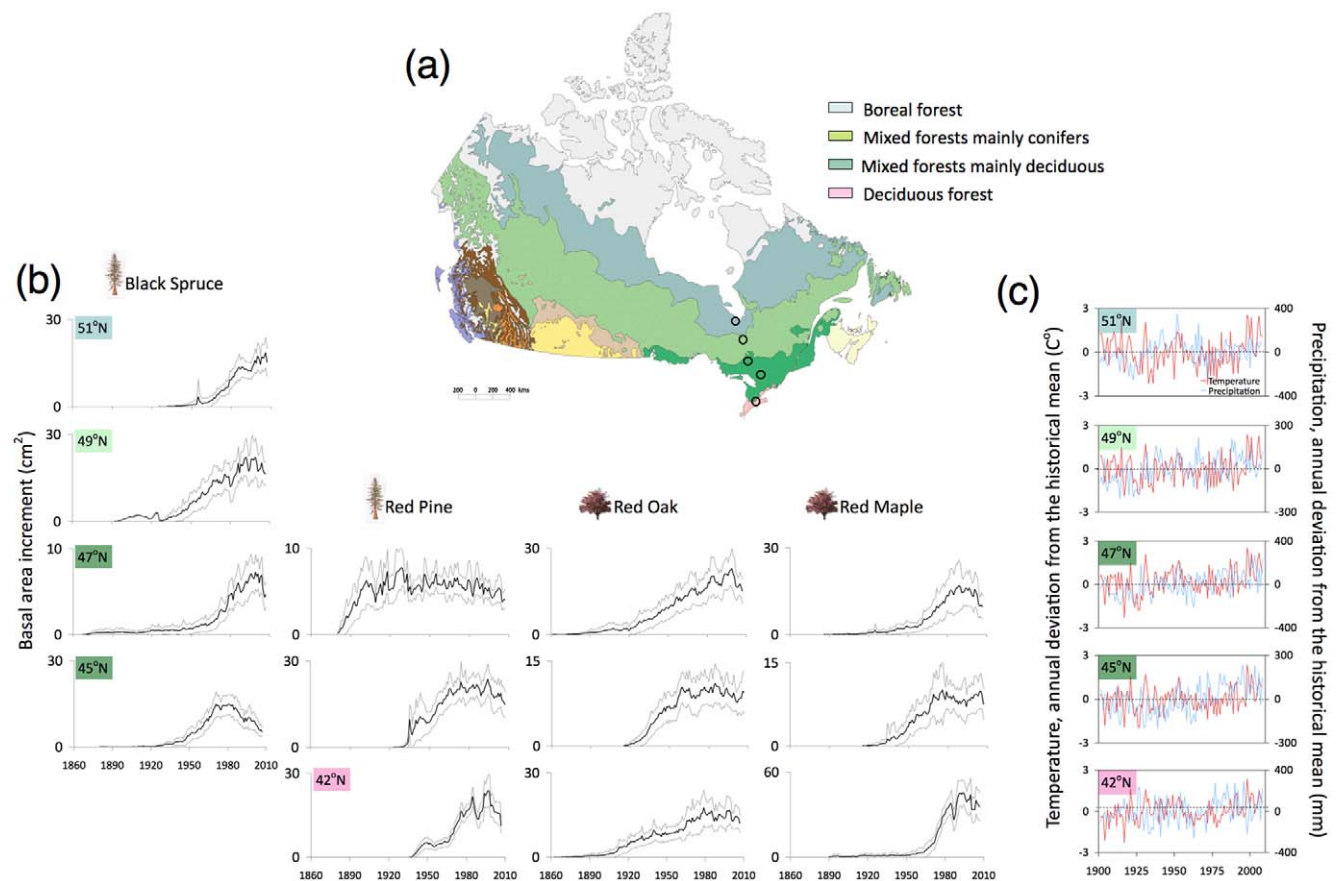 (a)
Boreal forest
Mixed forests mainly conifers
Mixed forests mainly deciduous
Deciduous forest
200 0 200 400 kms
(b)
Black Spruce
Basal area increment (cm²)
51°N
30
0
49°N
30
0
Red Pine
Red Oak
Red Maple
47°N
10
0
10
0
30
0
30
0
45°N
30
0
1860 1890 1920 1950 1980 2010
30
0
15
0
15
0
42°N
30
0
1860 1890 1920 1950 1980 2010
30
0
1860 1890 1920 1950 1980 2010
60
0
1860 1890 1920 1950 1980 2010
(c)
Temperature, annual deviation from the historical mean (C°)
Precipitation, annual deviation from the historical mean (mm)
51°N
3
0
-3
400
0
-400
Temperature
Precipitation
49°N
3
0
-3
300
0
300
47°N
3
0
-3
400
0
-400
45°N
3
0
-3
300
0
300
42°N
3
0
-3
400
0
-400
1900 1925 1950 1975 2000